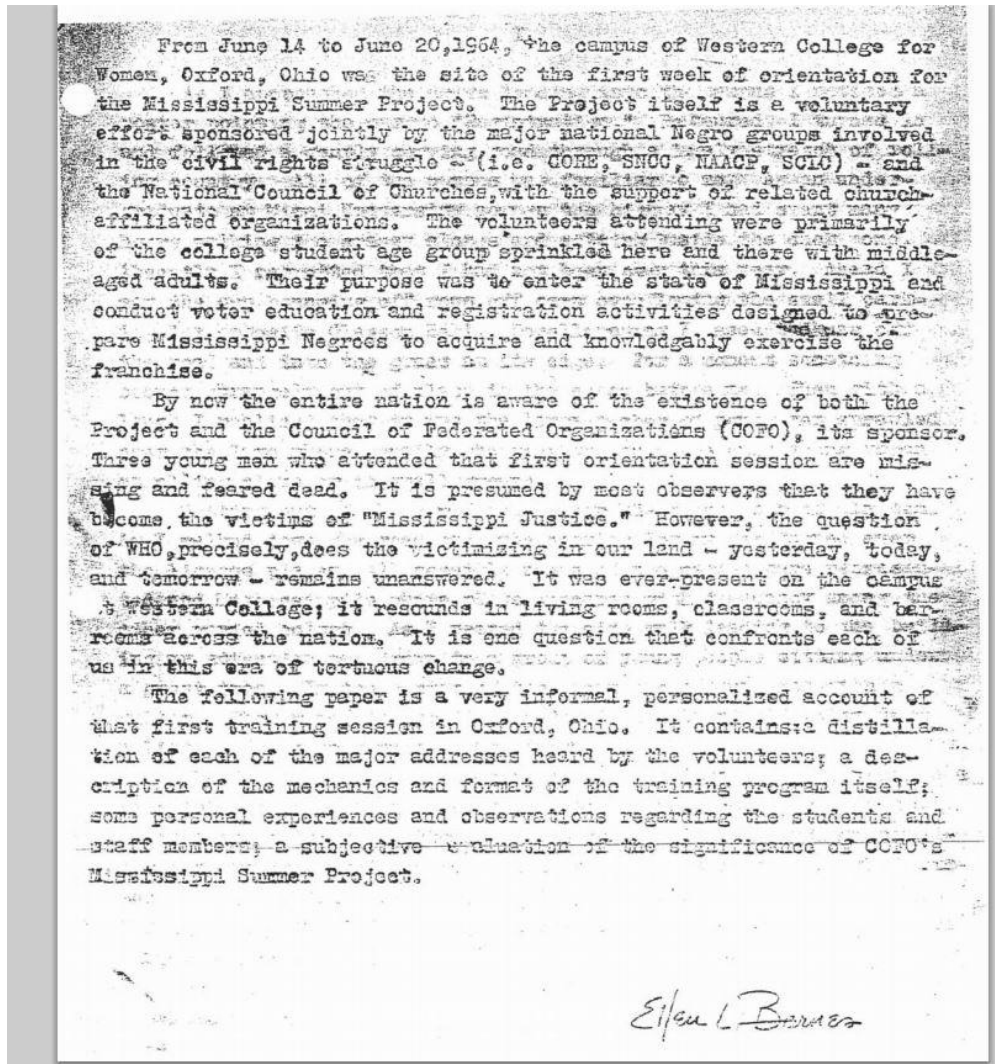 From June 14 to June 20,1964, the campus of Western College for
Women, Oxford, Ohio was the site of the first week of orientation for
the Mississippi Summer Project. The Project itself is a voluntary
effort sponsored jointly by the major national Negro groups involved
in the civil rights struggle - (i.e. CORE, SNCC, NAACP, SCLC) - and
the National Council of Churches,with the support of related church-
affiliated organizations. The volunteers attending were primarily
of the college student age group sprinkled here and there with middle-
aged adults. Their purpose was to enter the state of Mississippi and
conduct voter education and registration activities designed to pre-
pare Mississippi Negroes to acquire and knowledgably exercise the
franchise.
By now the entire nation is aware of the existence of both the
Project and the Council of Federated Organizations (COFO), its sponsor.
Three young men who attended that first orientation session are mis-
sing and feared dead. It is presumed by most observers that they have
become the victims of "Mississippi Justice." However, the question
of WHO,precisely,does the victimizing in our land - yesterday, today,
and tomorrow - remains unanswered. It was ever-present on the campus
t Western College; it resounds in living rooms, classrooms, and bar-
rooms across the nation. It is one question that confronts each of
us in this era of tortuous change.
The following paper is a very informal, personalized account of
that first training session in Oxford, Ohio. It contains:a distilla-
tion of each of the major addresses heard by the volunteers; a des-
cription of the mechanics and format of the training program itself;
some personal experiences and observations regarding the students and
staff members; a subjective evaluation of the significance of COFO's
Mississippi Summer Project.
Ellen L Barnes